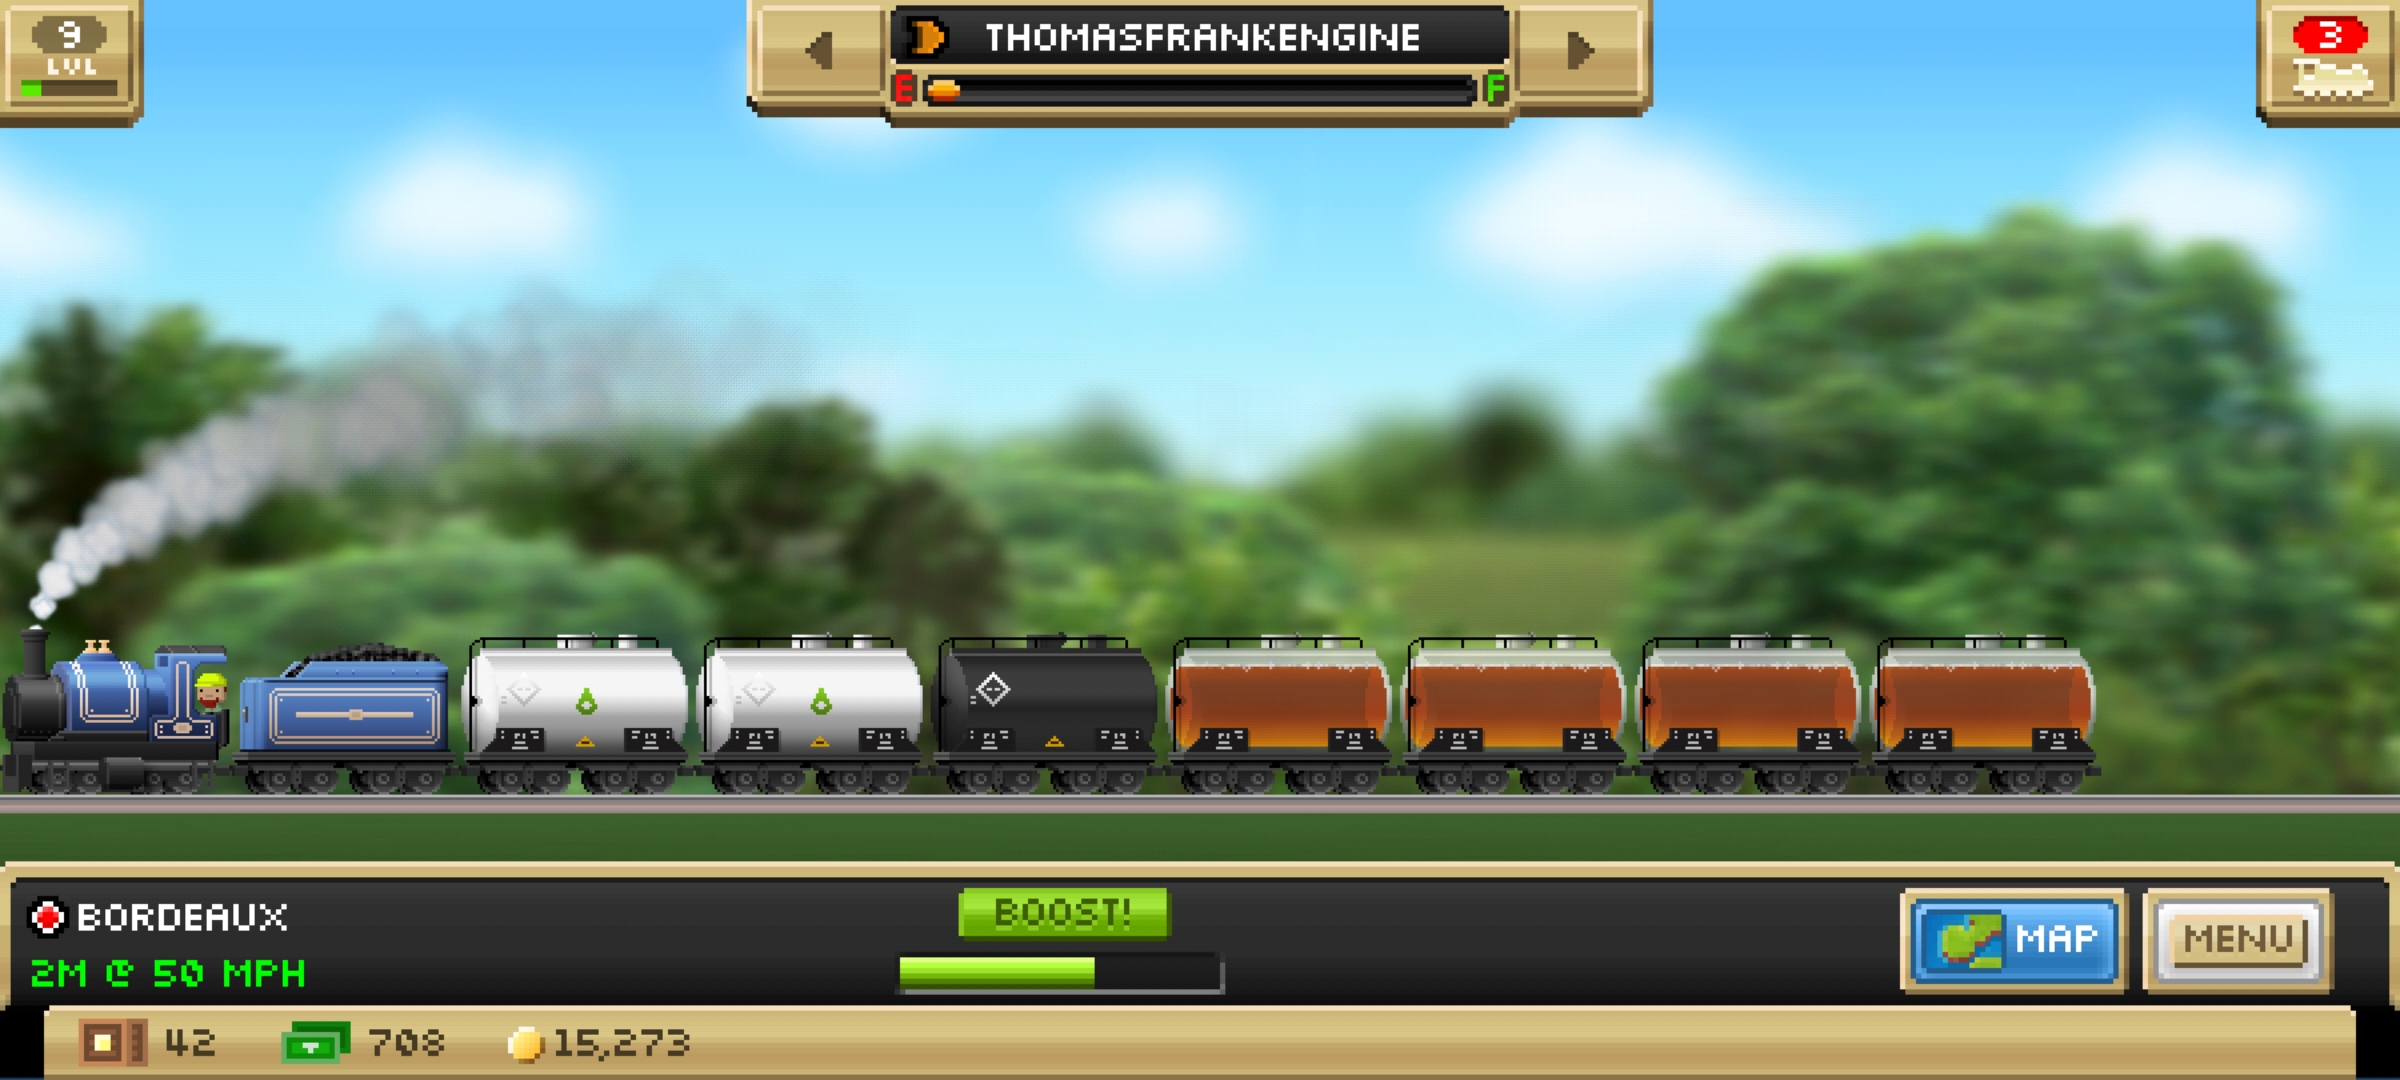 9
LVL
THOMASFRANKENGINE
E F
3
BORDEAUX
2M @ 50 MPH
BOOST!
MAP
MENU
42
708
15,273